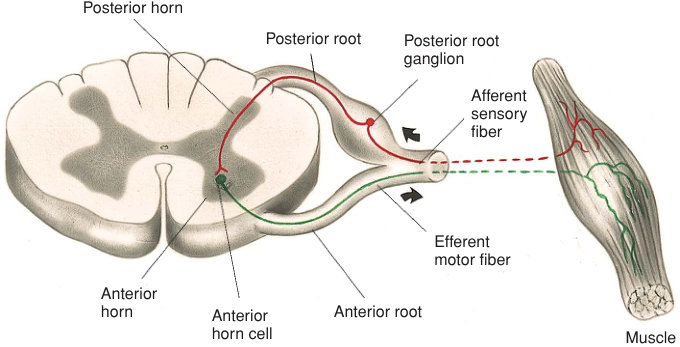 Posterior horn
Posterior root
Posterior root
ganglion
Afferent
sensory
fiber
Efferent
motor fiber
Anterior
horn
Anterior
horn cell
Anterior root
Muscle